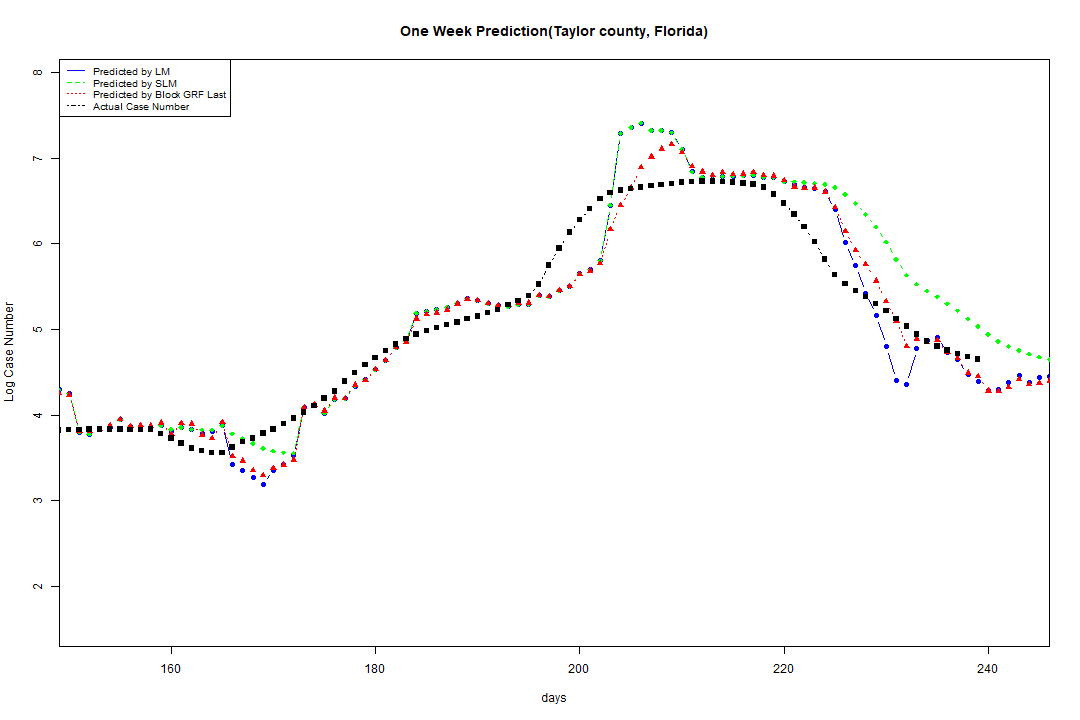 One Week Prediction(Taylor county, Florida)
Predicted by LM
Predicted by SLM
Predicted by Block GRF Last
Actual Case Number
8
7
6
5
4
3
2
Log Case Number
160 180 200 220 240
days